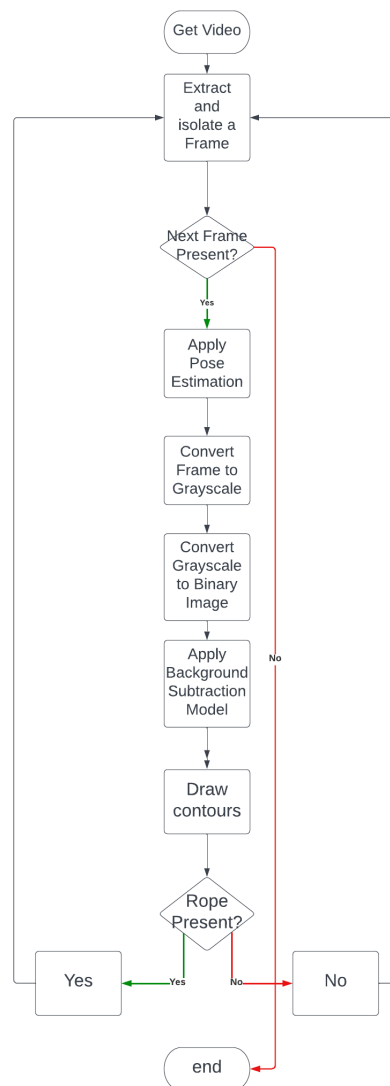 Get Video
Extract
and
isolate a
Frame
Next Frame
Present?
Yes
Apply
Pose
Estimation
Convert
Frame to
Grayscale
Convert
Grayscale
to Binary
Image
Apply
Background
Subtraction
Model
No
Draw
contours
Rope
Present?
Yes
Yes
No
No
end